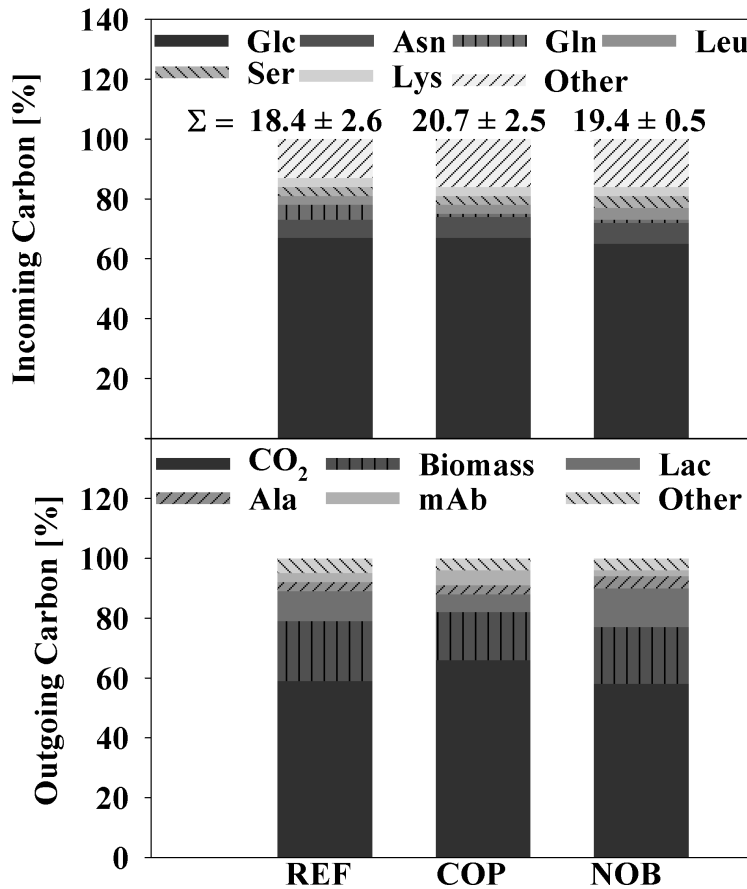 140
Glc Asn Gln Leu
Ser Lys Other
120
Σ = 18.4 ± 2.6 20.7 ± 2.5 19.4 ± 0.5
100
80
60
40
20
Incoming Carbon [%]
CO₂ Biomass Lac
Ala mAb Other
120
100
80
60
40
20
0
Outgoing Carbon [%]
REF COP NOB